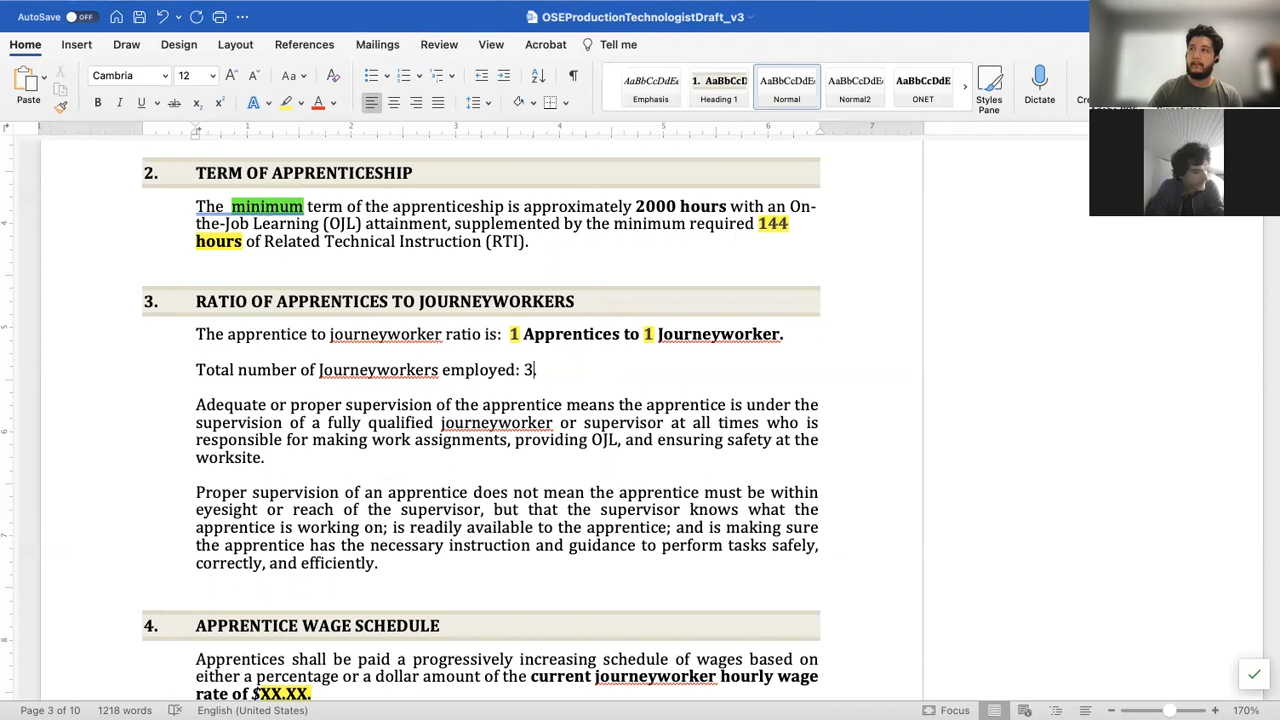 AutoSave OFF
OSEProductionTechnologistDraft_v3
Home Insert Draw Design Layout References Mailings Review View Acrobat Tell me
Paste
Cambria 12
Aa
AaBbCcDdEe 1. AaBbCcD AaBbCcDdEe AaBbCcDdEe AaBbCcDdE
Emphasis Heading 1 Normal Normal2 ONET
Styles
Pane
Dictate
1 1 2 3 4 5 6 7
2. TERM OF APPRENTICESHIP
The minimum term of the apprenticeship is approximately 2000 hours with an On-
the-Job Learning (OJL) attainment, supplemented by the minimum required 144
hours of Related Technical Instruction (RTI).
3. RATIO OF APPRENTICES TO JOURNEYWORKERS
The apprentice to journeyworker ratio is: 1 Apprentices to 1 Journeyworker.
Total number of Journeyworkers employed: 3.
Adequate or proper supervision of the apprentice means the apprentice is under the
supervision of a fully qualified journeyworker or supervisor at all times who is
responsible for making work assignments, providing OJL, and ensuring safety at the
worksite.
Proper supervision of an apprentice does not mean the apprentice must be within
eyesight or reach of the supervisor, but that the supervisor knows what the
apprentice is working on; is readily available to the apprentice; and is making sure
the apprentice has the necessary instruction and guidance to perform tasks safely,
correctly, and efficiently.
4. APPRENTICE WAGE SCHEDULE
Apprentices shall be paid a progressively increasing schedule of wages based on
either a percentage or a dollar amount of the current journeyworker hourly wage
rate of $XX.XX.
Page 3 of 10 1218 words English (United States) Focus 170%